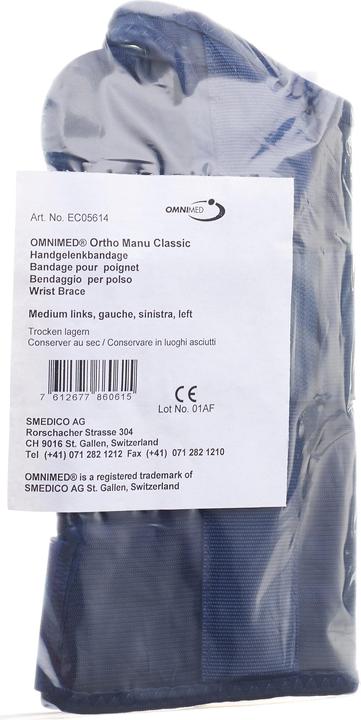 Art. No. EC05614
OMNIMED
OMNIMED® Ortho Manu Classic
Handgelenkbandage
Bandage pour poignet
Bendaggio per polso
Wrist Brace
Medium links, gauche, sinistra, left
Trocken lagern
Conserver au sec / Conservare in luoghi asciutti
7 612677 860615
CE
Lot No. 01AF
SMEDICO AG
Rorschacher Strasse 304
CH 9016 St. Gallen, Switzerland
Tel (+41) 071 282 1212 Fax (+41) 071 282 1210
OMNIMED® is a registered trademark of
SMEDICO AG St. Gallen, Switzerland